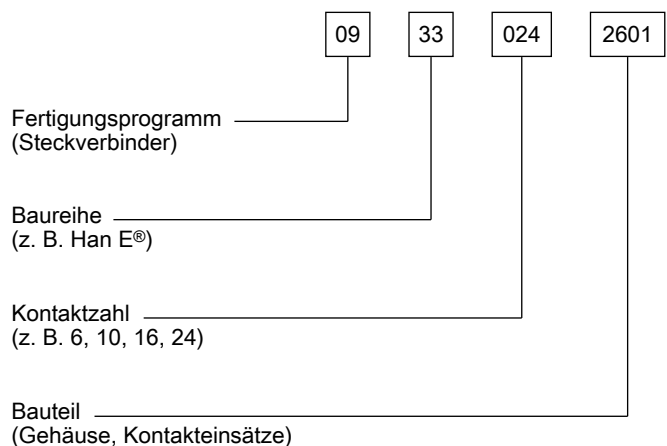 09 33 024 2601
Fertigungsprogramm
(Steckverbinder)
Baureihe
(z. B. Han E®)
Kontaktzahl
(z. B. 6, 10, 16, 24)
Bauteil
(Gehäuse, Kontakteinsätze)